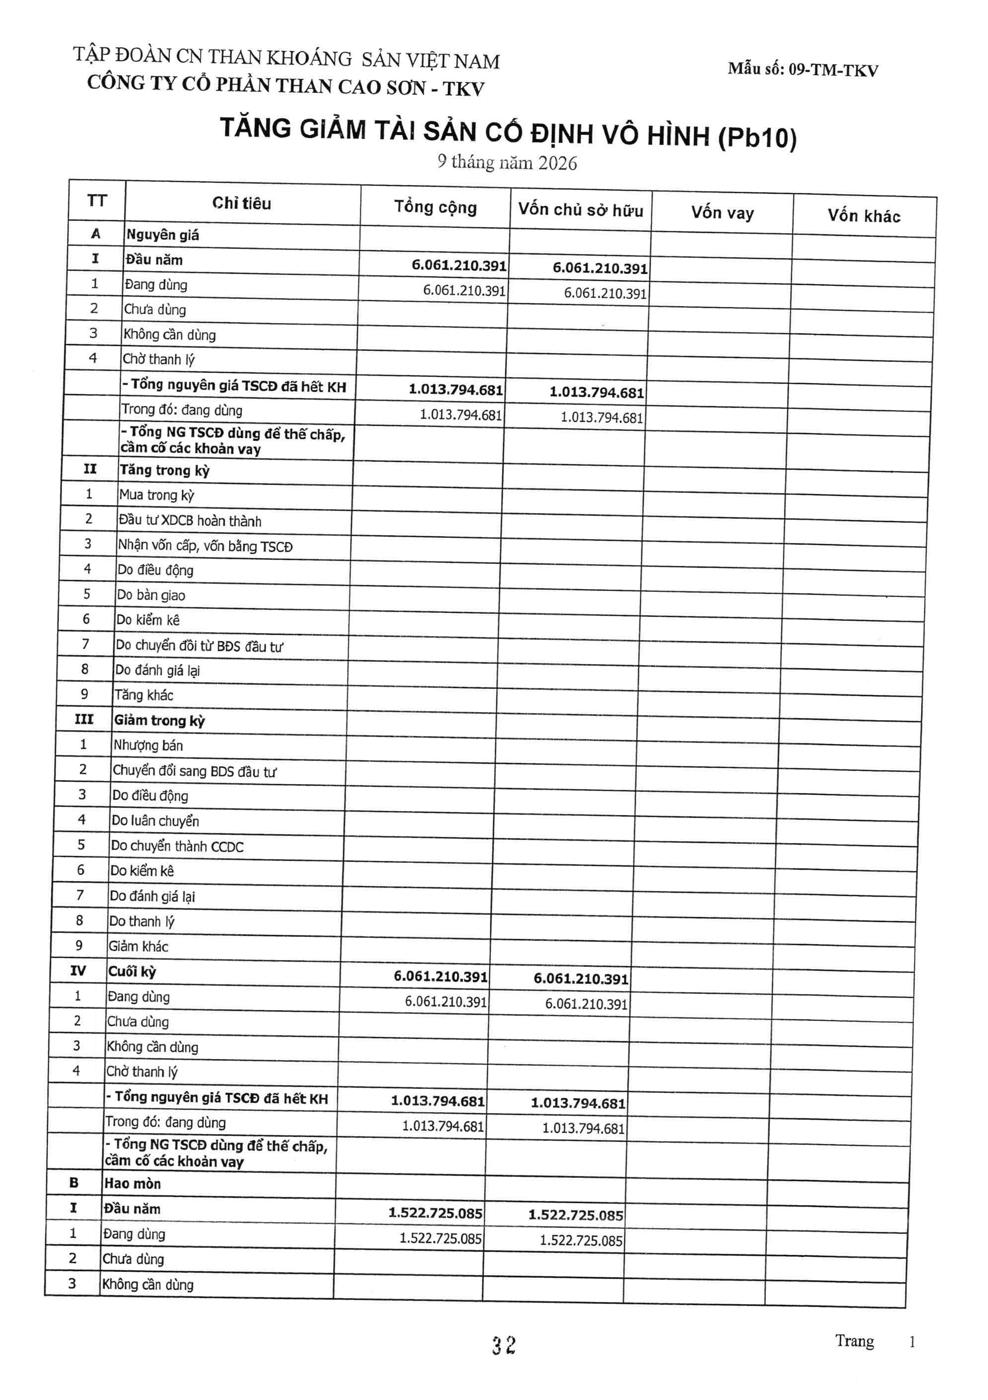 TẬP ĐOÀN CN THAN KHOÁNG SẢN VIỆT NAM
CÔNG TY CỔ PHẦN THAN CAO SƠN - TKV
Mẫu số: 09-TM-TKV
TĂNG GIẢM TÀI SẢN CỐ ĐỊNH VÔ HÌNH (Pb10)
9 tháng năm 2026
TT Chỉ tiêu Tổng cộng Vốn chủ sở hữu Vốn vay Vốn khác
A Nguyên giá
I Đầu năm 6.061.210.391 6.061.210.391
1 Đang dùng 6.061.210.391 6.061.210.391
2 Chưa dùng
3 Không cần dùng
4 Chờ thanh lý
- Tổng nguyên giá TSCĐ đã hết KH 1.013.794.681 1.013.794.681
Trong đó: đang dùng 1.013.794.681 1.013.794.681
- Tổng NG TSCĐ dùng để thế chấp,
cầm cố các khoản vay
II Tăng trong kỳ
1 Mua trong kỳ
2 Đầu tư XDCB hoàn thành
3 Nhận vốn cấp, vốn bằng TSCĐ
4 Do điều động
5 Do bàn giao
6 Do kiểm kê
7 Do chuyển đổi từ BĐS đầu tư
8 Do đánh giá lại
9 Tăng khác
III Giảm trong kỳ
1 Nhượng bán
2 Chuyển đổi sang BDS đầu tư
3 Do điều động
4 Do luân chuyển
5 Do chuyển thành CCDC
6 Do kiểm kê
7 Do đánh giá lại
8 Do thanh lý
9 Giảm khác
IV Cuối kỳ 6.061.210.391 6.061.210.391
1 Đang dùng 6.061.210.391 6.061.210.391
2 Chưa dùng
3 Không cần dùng
4 Chờ thanh lý
- Tổng nguyên giá TSCĐ đã hết KH 1.013.794.681 1.013.794.681
Trong đó: đang dùng 1.013.794.681 1.013.794.681
- Tổng NG TSCĐ dùng để thế chấp,
cầm cố các khoản vay
B Hao mòn
I Đầu năm 1.522.725.085 1.522.725.085
1 Đang dùng 1.522.725.085 1.522.725.085
2 Chưa dùng
3 Không cần dùng
32
Trang 1